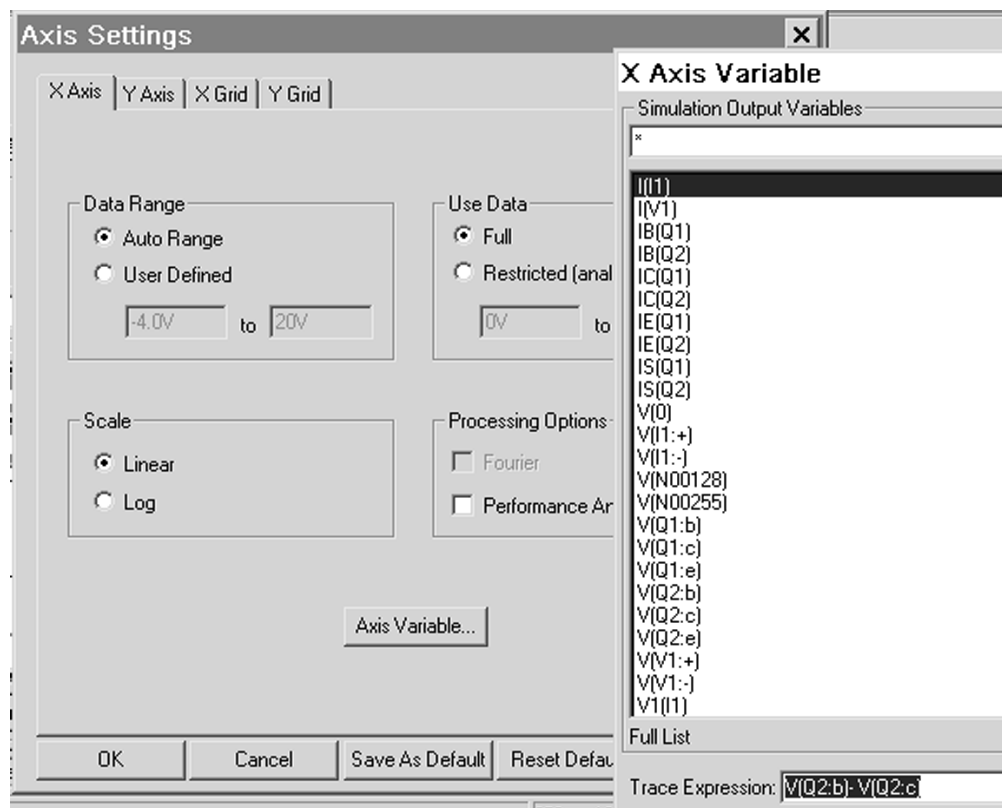 Axis Settings
X Axis
Y Axis
X Grid
Y Grid
Data Range
Auto Range
User Defined
-4.0V
to
20V
Use Data
Full
Restricted (anal
0V
to
Scale
Linear
Log
Processing Options
Fourier
Performance An
Axis Variable...
OK
Cancel
Save As Default
Reset Defau
X Axis Variable
Simulation Output Variables
*
I(I1)
I(V1)
IB(Q1)
IB(Q2)
IC(Q1)
IC(Q2)
IE(Q1)
IE(Q2)
IS(Q1)
IS(Q2)
V(0)
V(I1:+)
V(I1:-)
V(N00128)
V(N00255)
V(Q1:b)
V(Q1:c)
V(Q1:e)
V(Q2:b)
V(Q2:c)
V(Q2:e)
V(V1:+)
V(V1:-)
V1(I1)
Full List
Trace Expression: V(Q2:b)- V(Q2:c)